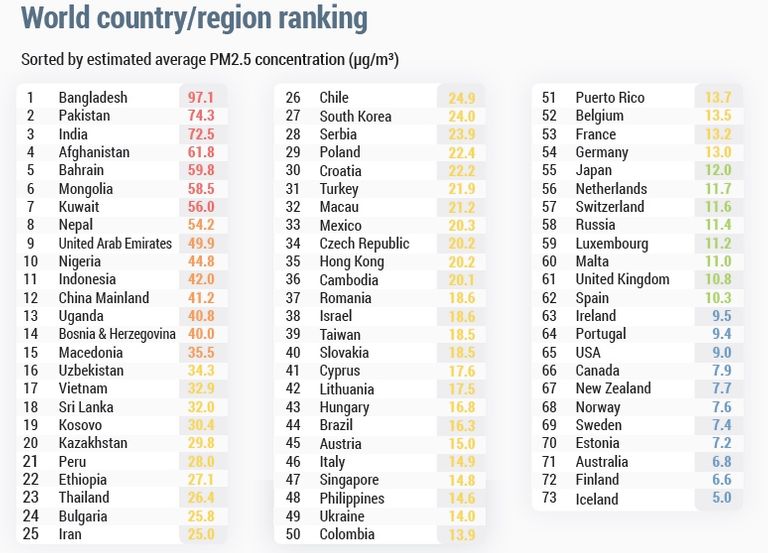 World country/region ranking
Sorted by estimated average PM2.5 concentration (µg/m³)
1 Bangladesh 97.1
2 Pakistan 74.3
3 India 72.5
4 Afghanistan 61.8
5 Bahrain 59.8
6 Mongolia 58.5
7 Kuwait 56.0
8 Nepal 54.2
9 United Arab Emirates 49.9
10 Nigeria 44.8
11 Indonesia 42.0
12 China Mainland 41.2
13 Uganda 40.8
14 Bosnia & Herzegovina 40.0
15 Macedonia 35.5
16 Uzbekistan 34.3
17 Vietnam 32.9
18 Sri Lanka 32.0
19 Kosovo 30.4
20 Kazakhstan 29.8
21 Peru 28.0
22 Ethiopia 27.1
23 Thailand 26.4
24 Bulgaria 25.8
25 Iran 25.0
26 Chile 24.9
27 South Korea 24.0
28 Serbia 23.9
29 Poland 22.4
30 Croatia 22.2
31 Turkey 21.9
32 Macau 21.2
33 Mexico 20.3
34 Czech Republic 20.2
35 Hong Kong 20.2
36 Cambodia 20.1
37 Romania 18.6
38 Israel 18.6
39 Taiwan 18.5
40 Slovakia 18.5
41 Cyprus 17.6
42 Lithuania 17.5
43 Hungary 16.8
44 Brazil 16.3
45 Austria 15.0
46 Italy 14.9
47 Singapore 14.8
48 Philippines 14.6
49 Ukraine 14.0
50 Colombia 13.9
51 Puerto Rico 13.7
52 Belgium 13.5
53 France 13.2
54 Germany 13.0
55 Japan 12.0
56 Netherlands 11.7
57 Switzerland 11.6
58 Russia 11.4
59 Luxembourg 11.2
60 Malta 11.0
61 United Kingdom 10.8
62 Spain 10.3
63 Ireland 9.5
64 Portugal 9.4
65 USA 9.0
66 Canada 7.9
67 New Zealand 7.7
68 Norway 7.6
69 Sweden 7.4
70 Estonia 7.2
71 Australia 6.8
72 Finland 6.6
73 Iceland 5.0